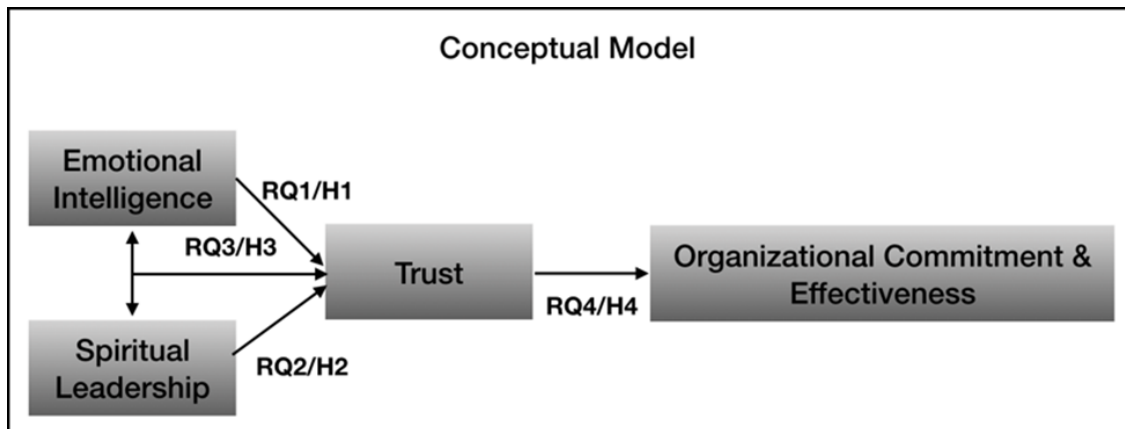 Conceptual Model
Emotional
Intelligence
RQ1/H1
RQ3/H3
Trust
Organizational Commitment &
Effectiveness
RQ4/H4
Spiritual
Leadership
RQ2/H2